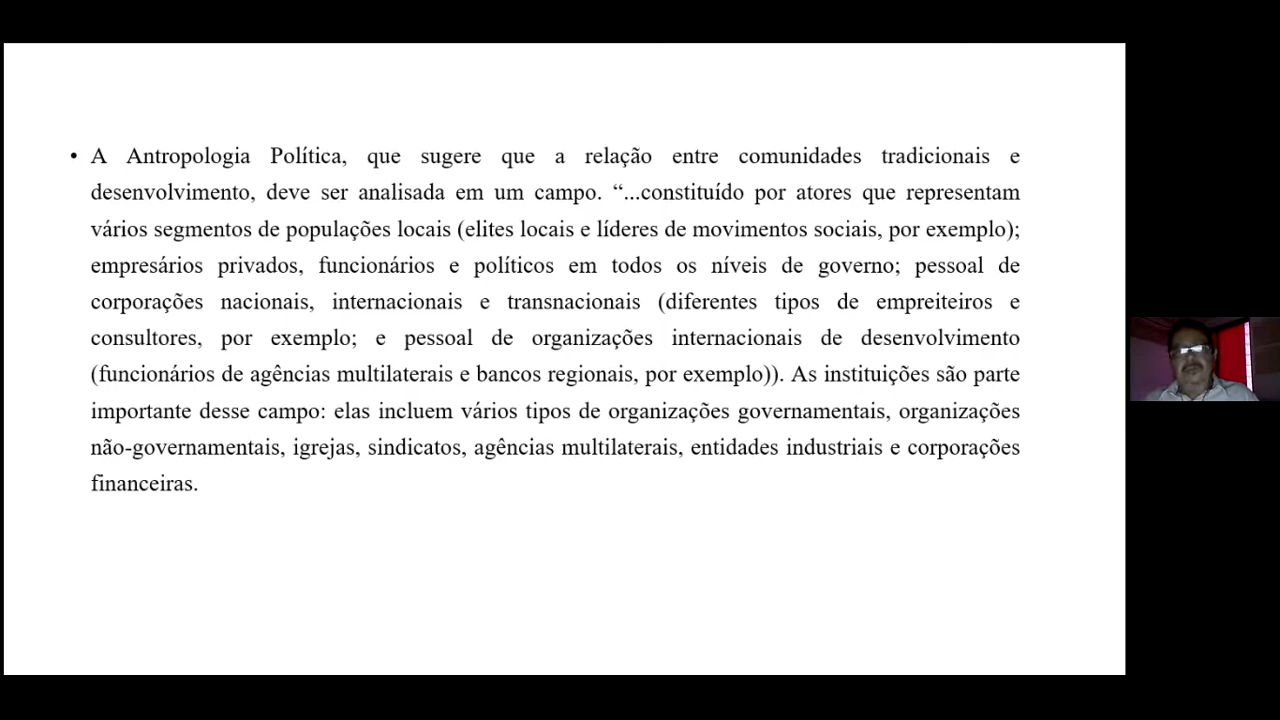 • A Antropologia Política, que sugere que a relação entre comunidades tradicionais e
desenvolvimento, deve ser analisada em um campo. “...constituído por atores que representam
vários segmentos de populações locais (elites locais e líderes de movimentos sociais, por exemplo);
empresários privados, funcionários e políticos em todos os níveis de governo; pessoal de
corporações nacionais, internacionais e transnacionais (diferentes tipos de empreiteiros e
consultores, por exemplo; e pessoal de organizações internacionais de desenvolvimento
(funcionários de agências multilaterais e bancos regionais, por exemplo)). As instituições são parte
importante desse campo: elas incluem vários tipos de organizações governamentais, organizações
não-governamentais, igrejas, sindicatos, agências multilaterais, entidades industriais e corporações
financeiras.